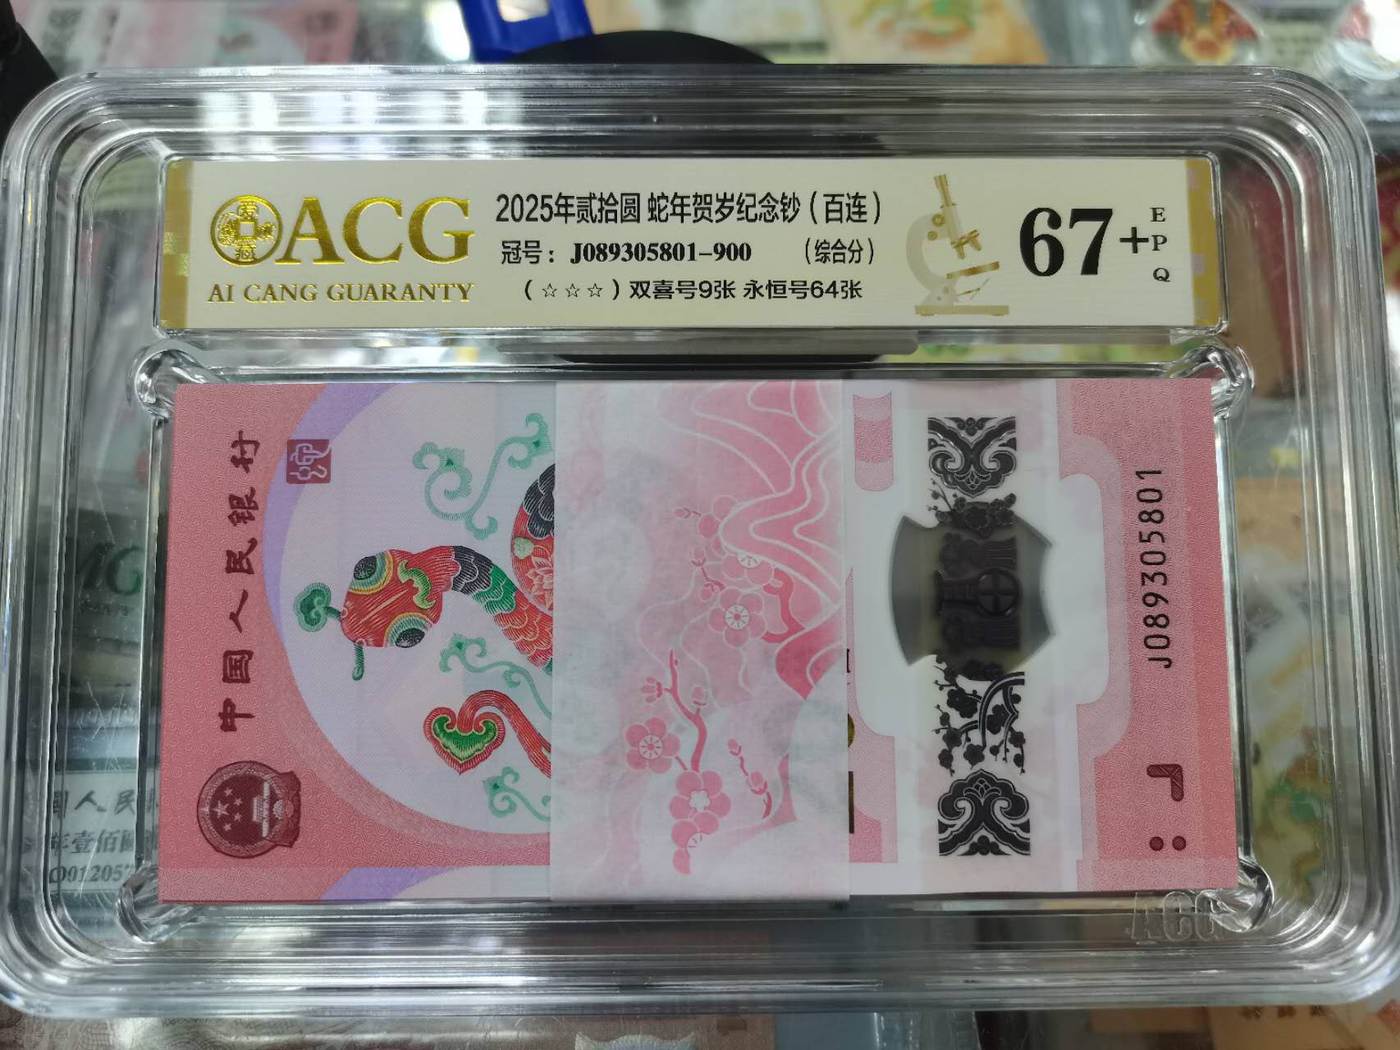 ACG
AI CANG GUARANTY
2025年贰拾圆 蛇年贺岁纪念钞(百连)
冠号: J089305801-900 (综合分)
(☆☆☆)双喜号9张 永恒号64张
67+
EPQ
中国人民银行
J089305801
ACG